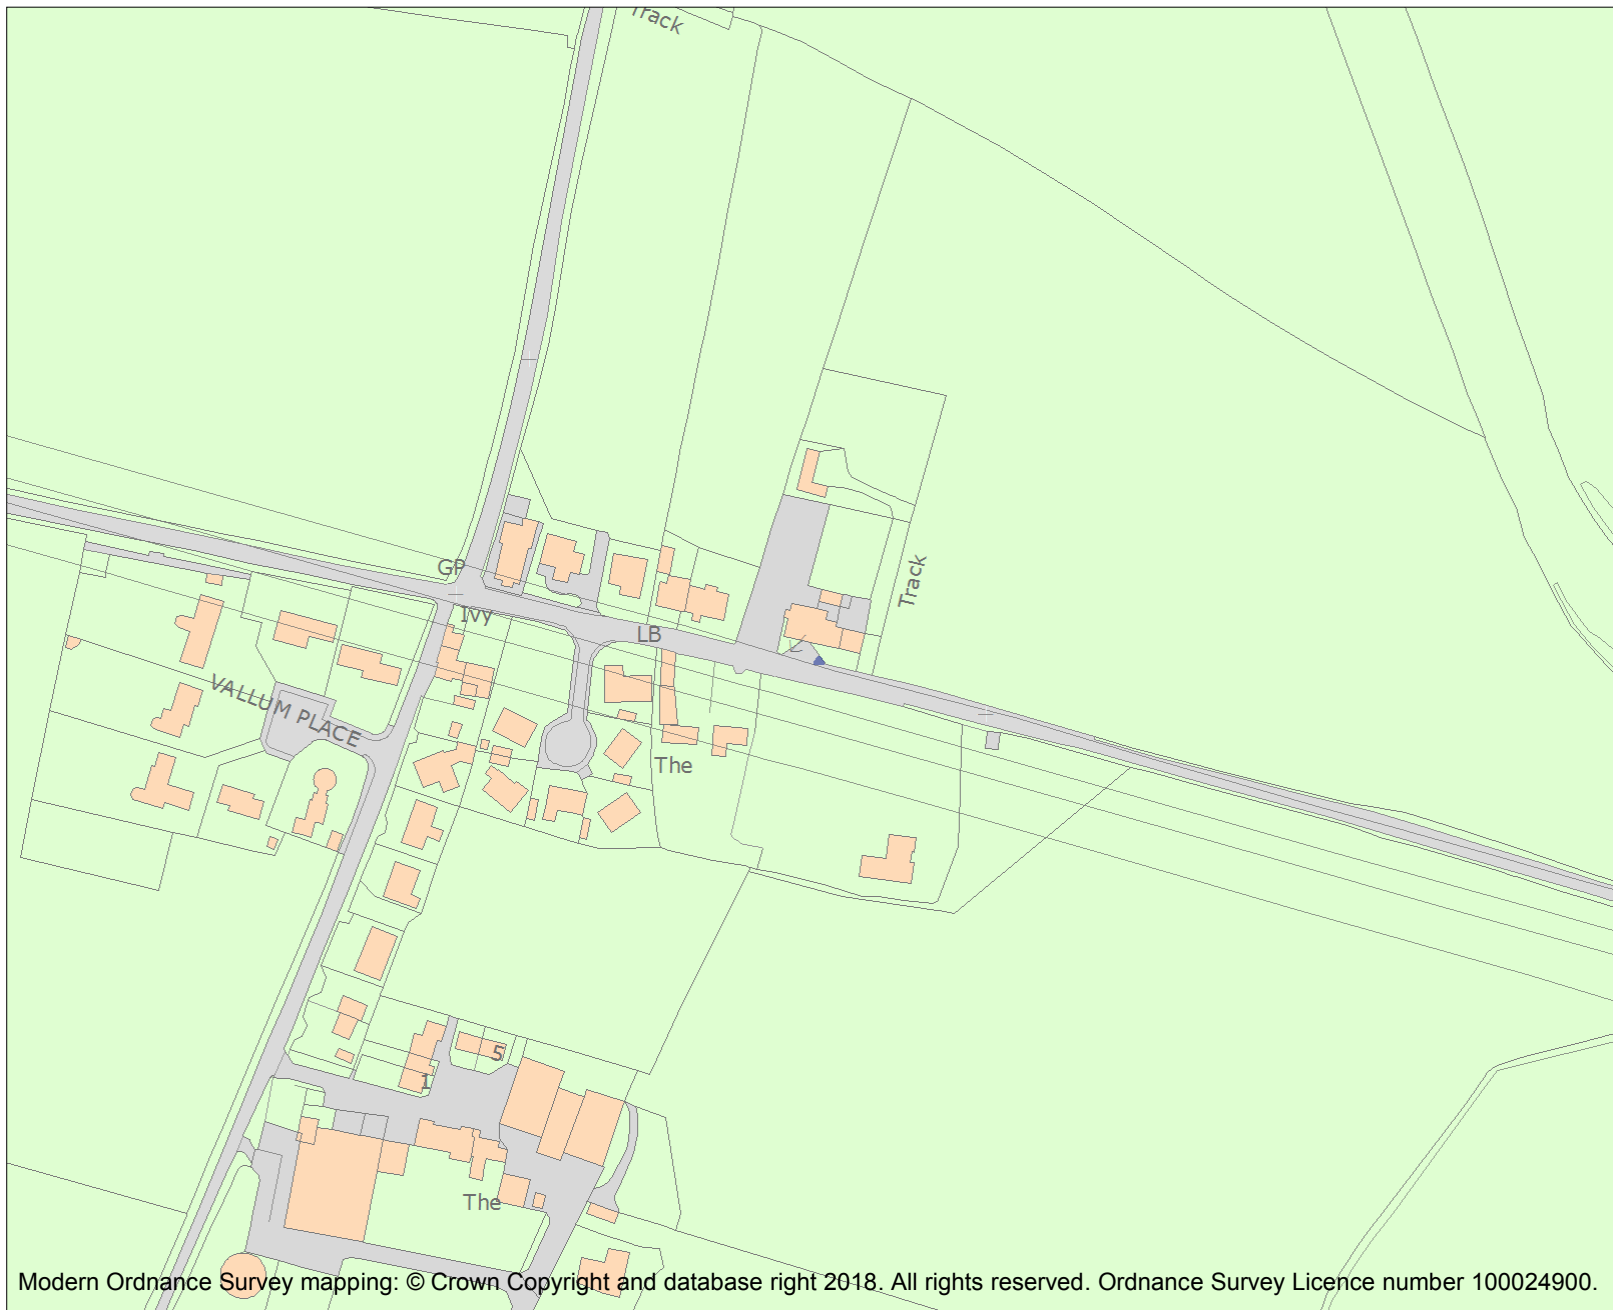 Track
Track
GP
Ivy
LB
VALLUM PLACE
The
5
1
The
Modern Ordnance Survey mapping: © Crown Copyright and database right 2018. All rights reserved. Ordnance Survey Licence number 100024900.